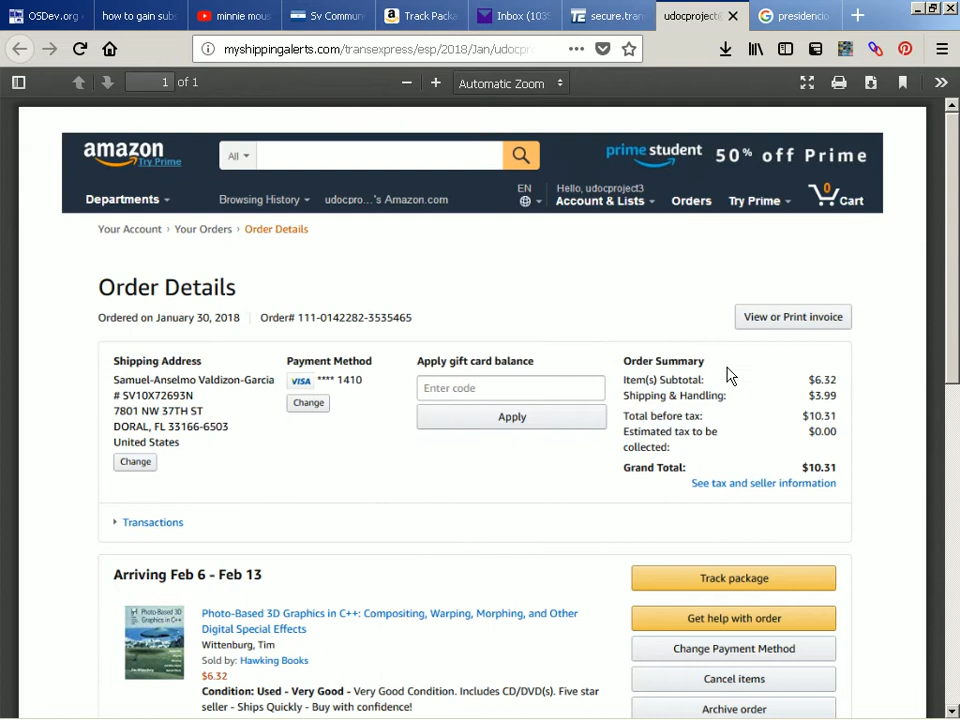 OSDev.org
how to gain subs
minnie mous
Sv Commun
Track Packa
Inbox (103
secure.tran
udocproject
presidencio
myshippingalerts.com/transexpress/esp/2018/Jan/udocpr
1 of 1
Automatic Zoom
amazon
Try Prime
All
prime student 50% off Prime
Departments
Browsing History
udocpro...'s Amazon.com
EN
Hello, udocproject3
Account & Lists
Orders
Try Prime
0
Cart
Your Account › Your Orders › Order Details
Order Details
Ordered on January 30, 2018
Order# 111-0142282-3535465
View or Print invoice
Shipping Address
Samuel-Anselmo Valdizon-Garcia
# SV10X72693N
7801 NW 37TH ST
DORAL, FL 33166-6503
United States
Change
Payment Method
VISA **** 1410
Change
Apply gift card balance
Enter code
Apply
Order Summary
Item(s) Subtotal: $6.32
Shipping & Handling: $3.99
Total before tax: $10.31
Estimated tax to be $0.00
collected:
Grand Total: $10.31
See tax and seller information
Transactions
Arriving Feb 6 - Feb 13
Photo-Based 3D
Graphics in C++
Photo-Based 3D Graphics in C++: Compositing, Warping, Morphing, and Other
Digital Special Effects
Wittenburg, Tim
Sold by: Hawking Books
$6.32
Condition: Used - Very Good - Very Good Condition. Includes CD/DVD(s). Five star
seller - Ships Quickly - Buy with confidence!
Track package
Get help with order
Change Payment Method
Cancel items
Archive order